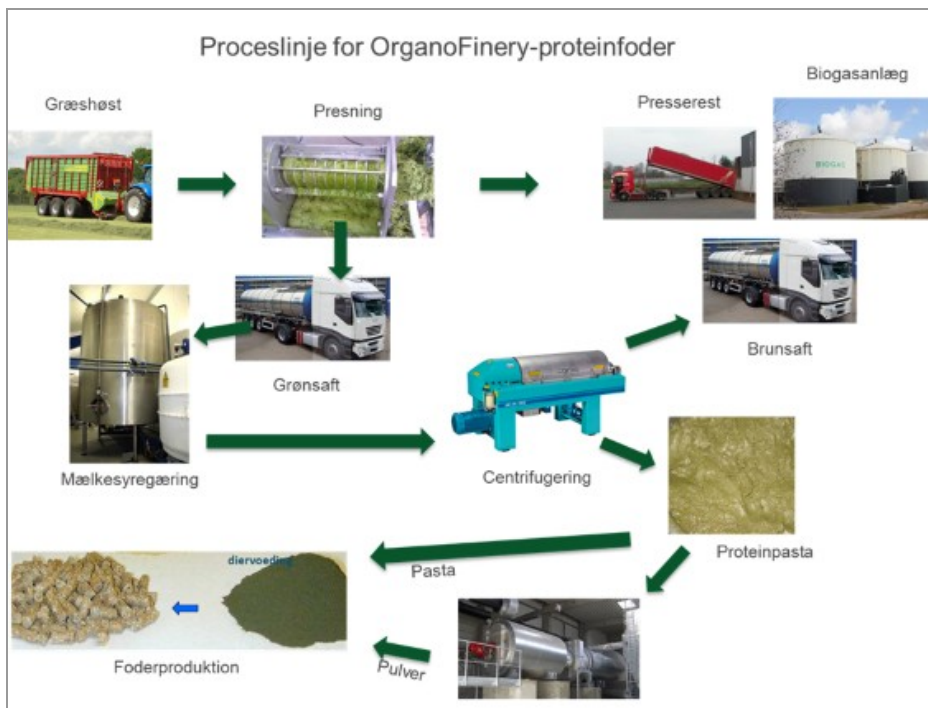 Proceslinje for OrganoFinery-proteinfoder
Græshøst
Presning
Presserest
Biogasanlæg
BIOGAS
Grønsaft
Brunsaft
Mælkesyregæring
Centrifugering
Proteinpasta
Pasta
diervoeding
Foderproduktion
Pulver